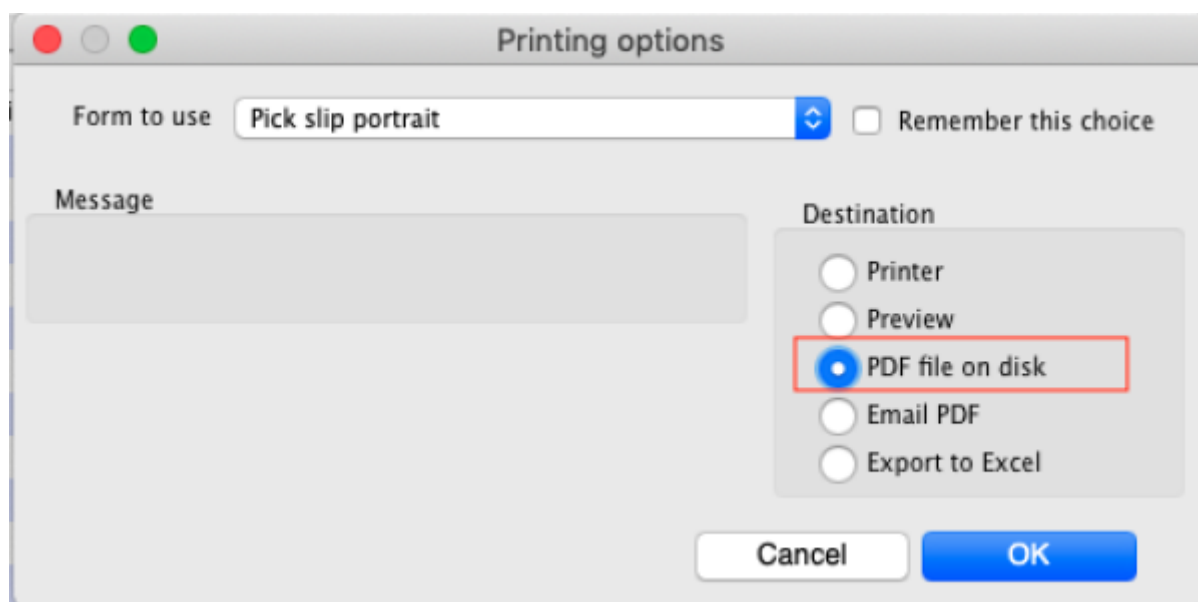 Printing options
Form to use Pick slip portrait Remember this choice
Message
Destination
Printer
Preview
PDF file on disk
Email PDF
Export to Excel
Cancel OK